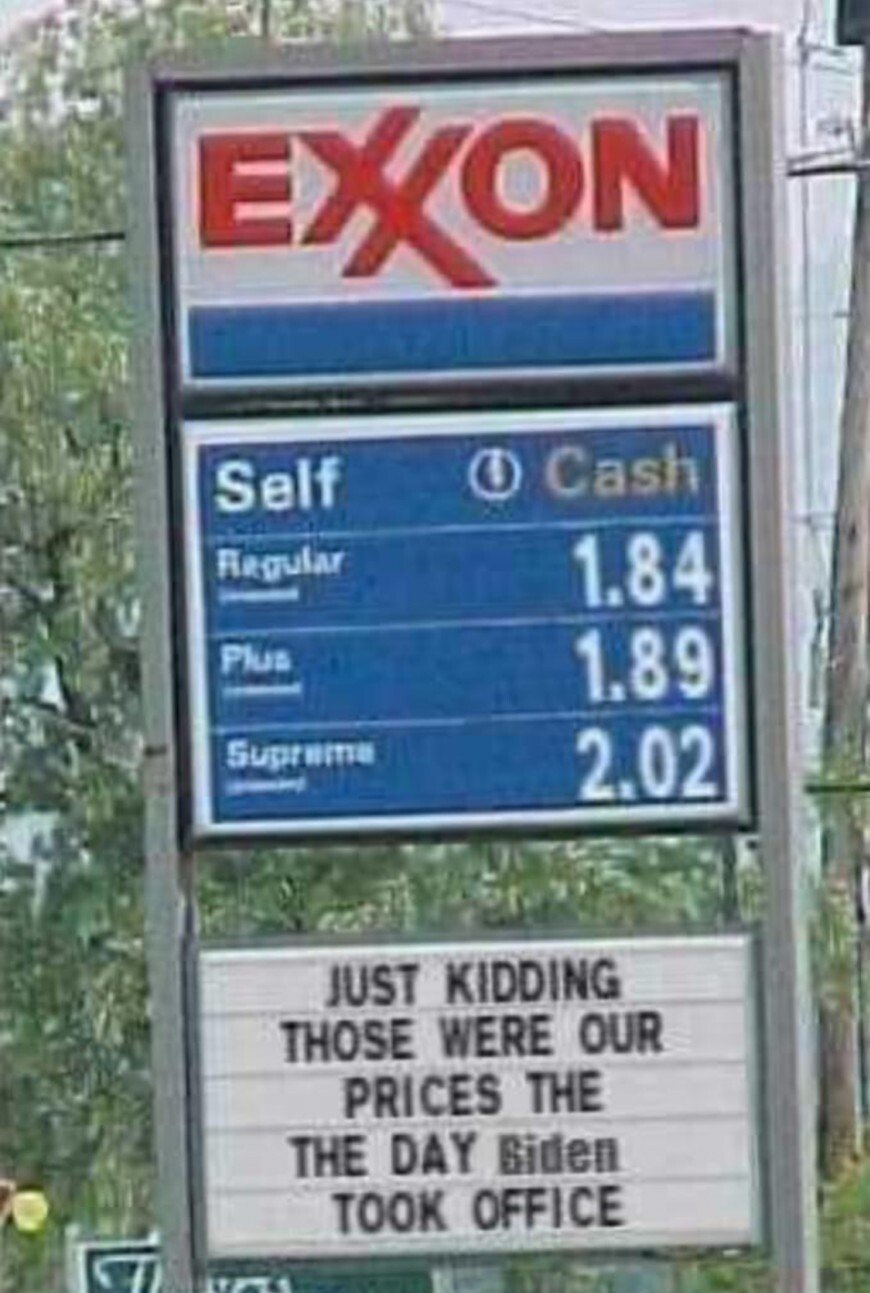 EXXON
Self Cash
Regular 1.84
Plus 1.89
Supreme 2.02
JUST KIDDING
THOSE WERE OUR
PRICES THE
THE DAY Biden
TOOK OFFICE